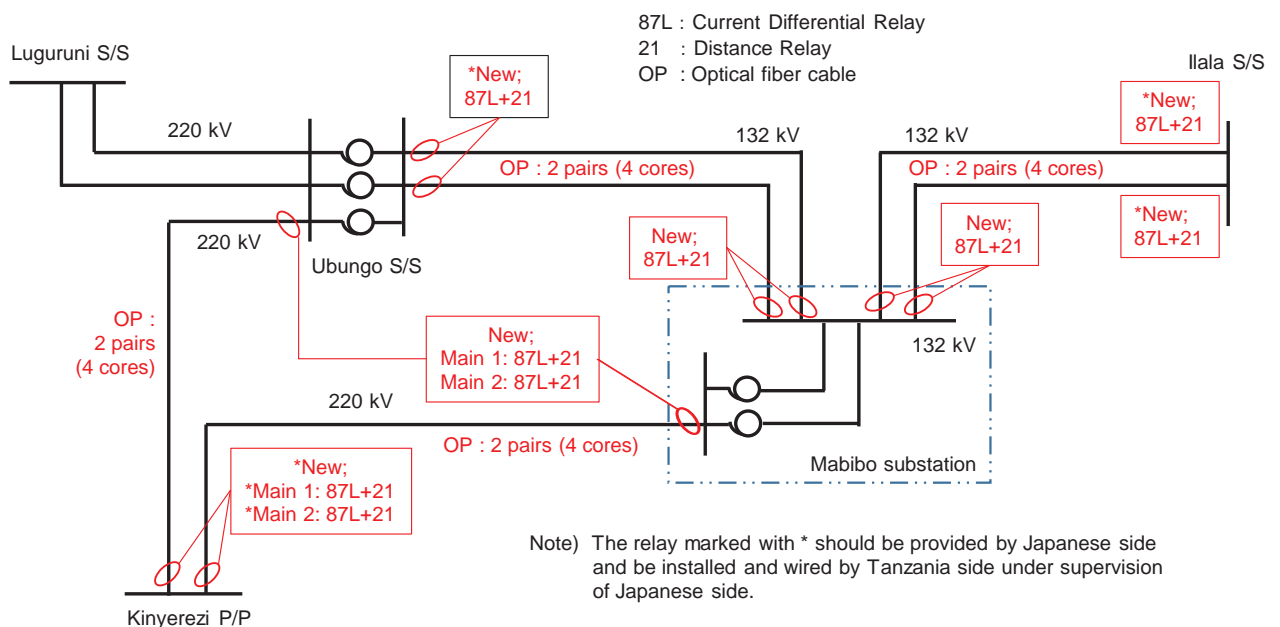 87L : Current Differential Relay
21 : Distance Relay
OP : Optical fiber cable
Luguruni S/S
Ilala S/S
*New;
87L+21
*New;
87L+21
220 kV
132 kV
132 kV
OP : 2 pairs (4 cores)
OP : 2 pairs (4 cores)
*New;
87L+21
220 kV
Ubungo S/S
New;
87L+21
New;
87L+21
OP :
2 pairs
(4 cores)
New;
Main 1: 87L+21
Main 2: 87L+21
132 kV
220 kV
OP : 2 pairs (4 cores)
Mabibo substation
*New;
*Main 1: 87L+21
*Main 2: 87L+21
Note) The relay marked with * should be provided by Japanese side
and be installed and wired by Tanzania side under supervision
of Japanese side.
Kinyerezi P/P